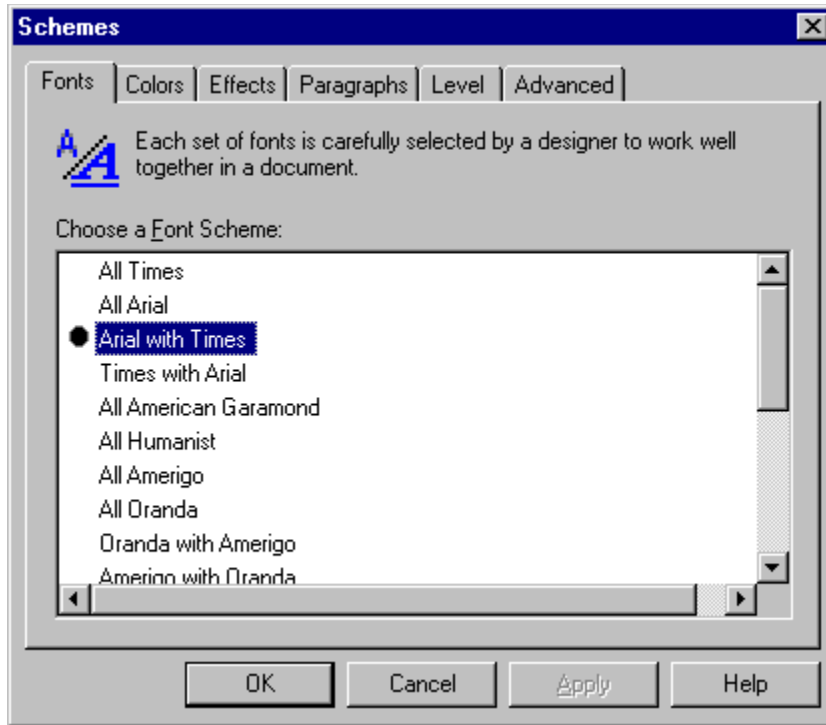 Schemes
Fonts Colors Effects Paragraphs Level Advanced
Each set of fonts is carefully selected by a designer to work well
together in a document.
Choose a Font Scheme:
All Times
All Arial
Arial with Times
Times with Arial
All American Garamond
All Humanist
All Amerigo
All Oranda
Oranda with Amerigo
Amerigo with Oranda
OK Cancel Apply Help